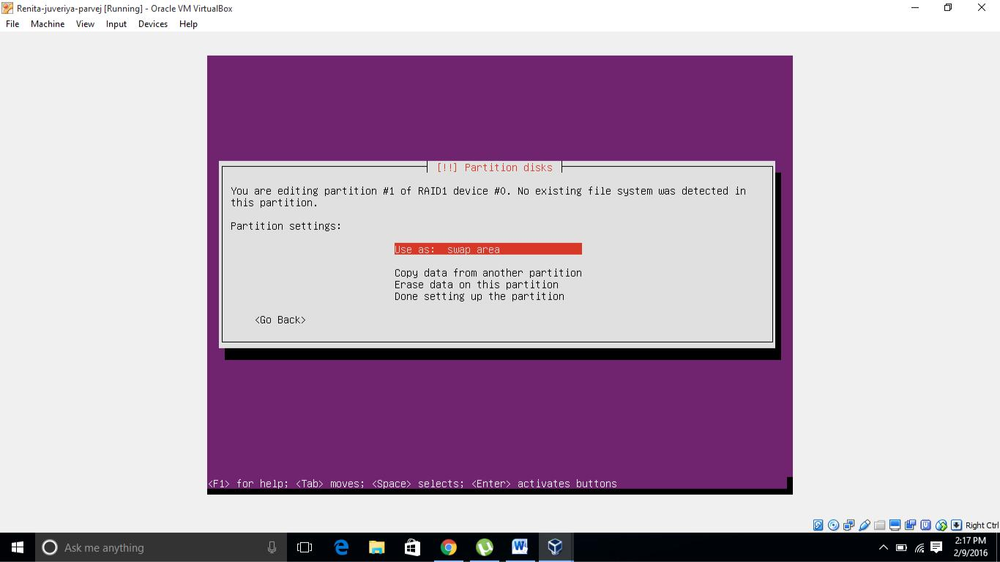 Renita-juveriya-parvej [Running] - Oracle VM VirtualBox
File Machine View Input Devices Help
[!!] Partition disks
You are editing partition #1 of RAID1 device #0. No existing file system was detected in
this partition.
Partition settings:
Use as: swap area
Copy data from another partition
Erase data on this partition
Done setting up the partition
<Go Back>
<F1> for help; <Tab> moves; <Space> selects; <Enter> activates buttons
Right Ctrl
Ask me anything
2:17 PM
2/9/2016